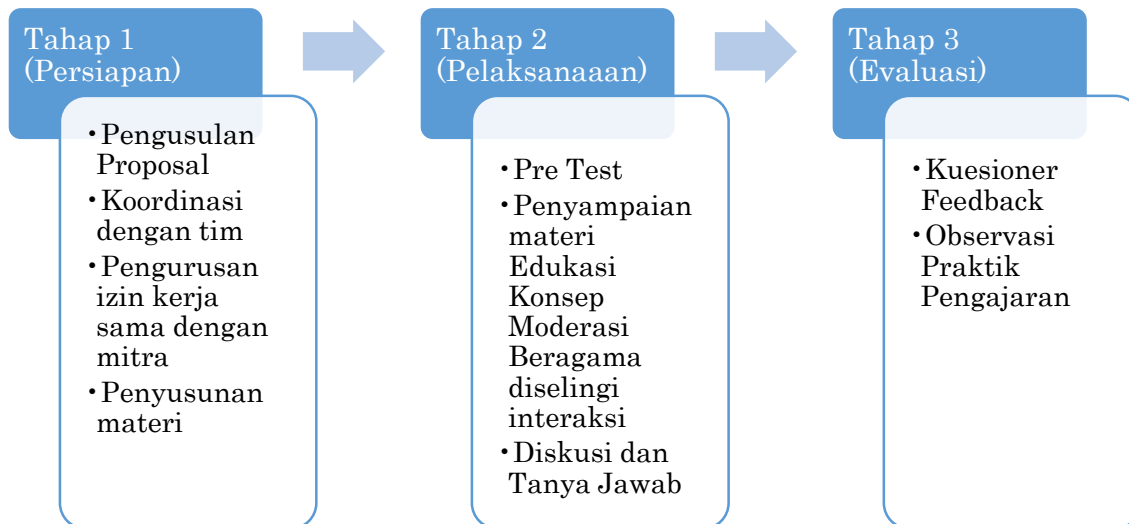 Tahap 1
(Persiapan)
•Pengusulan
Proposal
•Koordinasi
dengan tim
•Pengurusan
izin kerja
sama dengan
mitra
•Penyusunan
materi
Tahap 2
(Pelaksanaaan)
•Pre Test
•Penyampaian
materi
Edukasi
Konsep
Moderasi
Beragama
diselingi
interaksi
•Diskusi dan
Tanya Jawab
Tahap 3
(Evaluasi)
•Kuesioner
Feedback
•Observasi
Praktik
Pengajaran